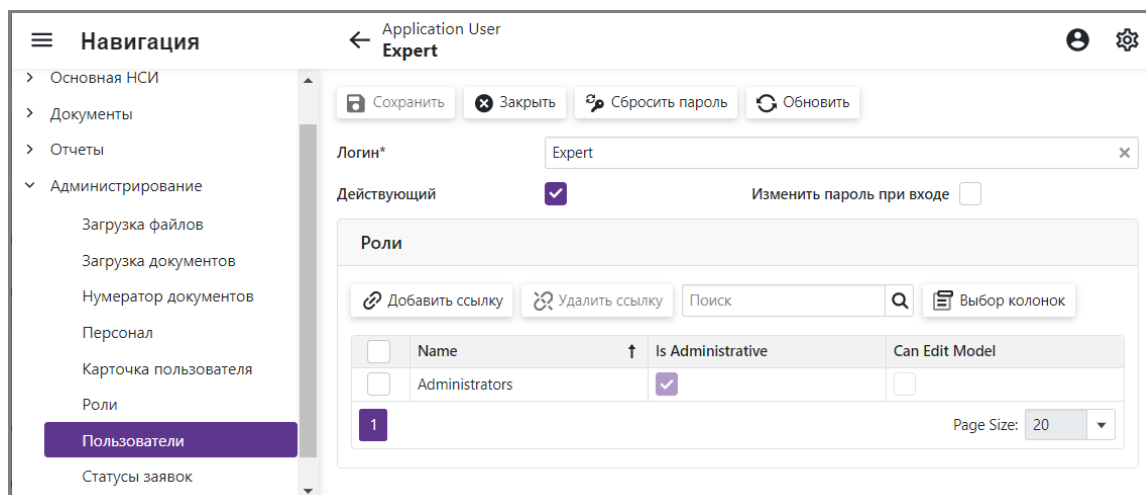 Навигация
Application User
Expert
Основная НСИ
Документы
Отчеты
Администрирование
Загрузка файлов
Загрузка документов
Нумератор документов
Персонал
Карточка пользователя
Роли
Пользователи
Статусы заявок
Сохранить Закрыть Сбросить пароль Обновить
Логин* Expert
Действующий Изменить пароль при входе
Роли
Добавить ссылку Удалить ссылку Поиск Выбор колонок
Name Is Administrative Can Edit Model
Administrators
1 Page Size: 20